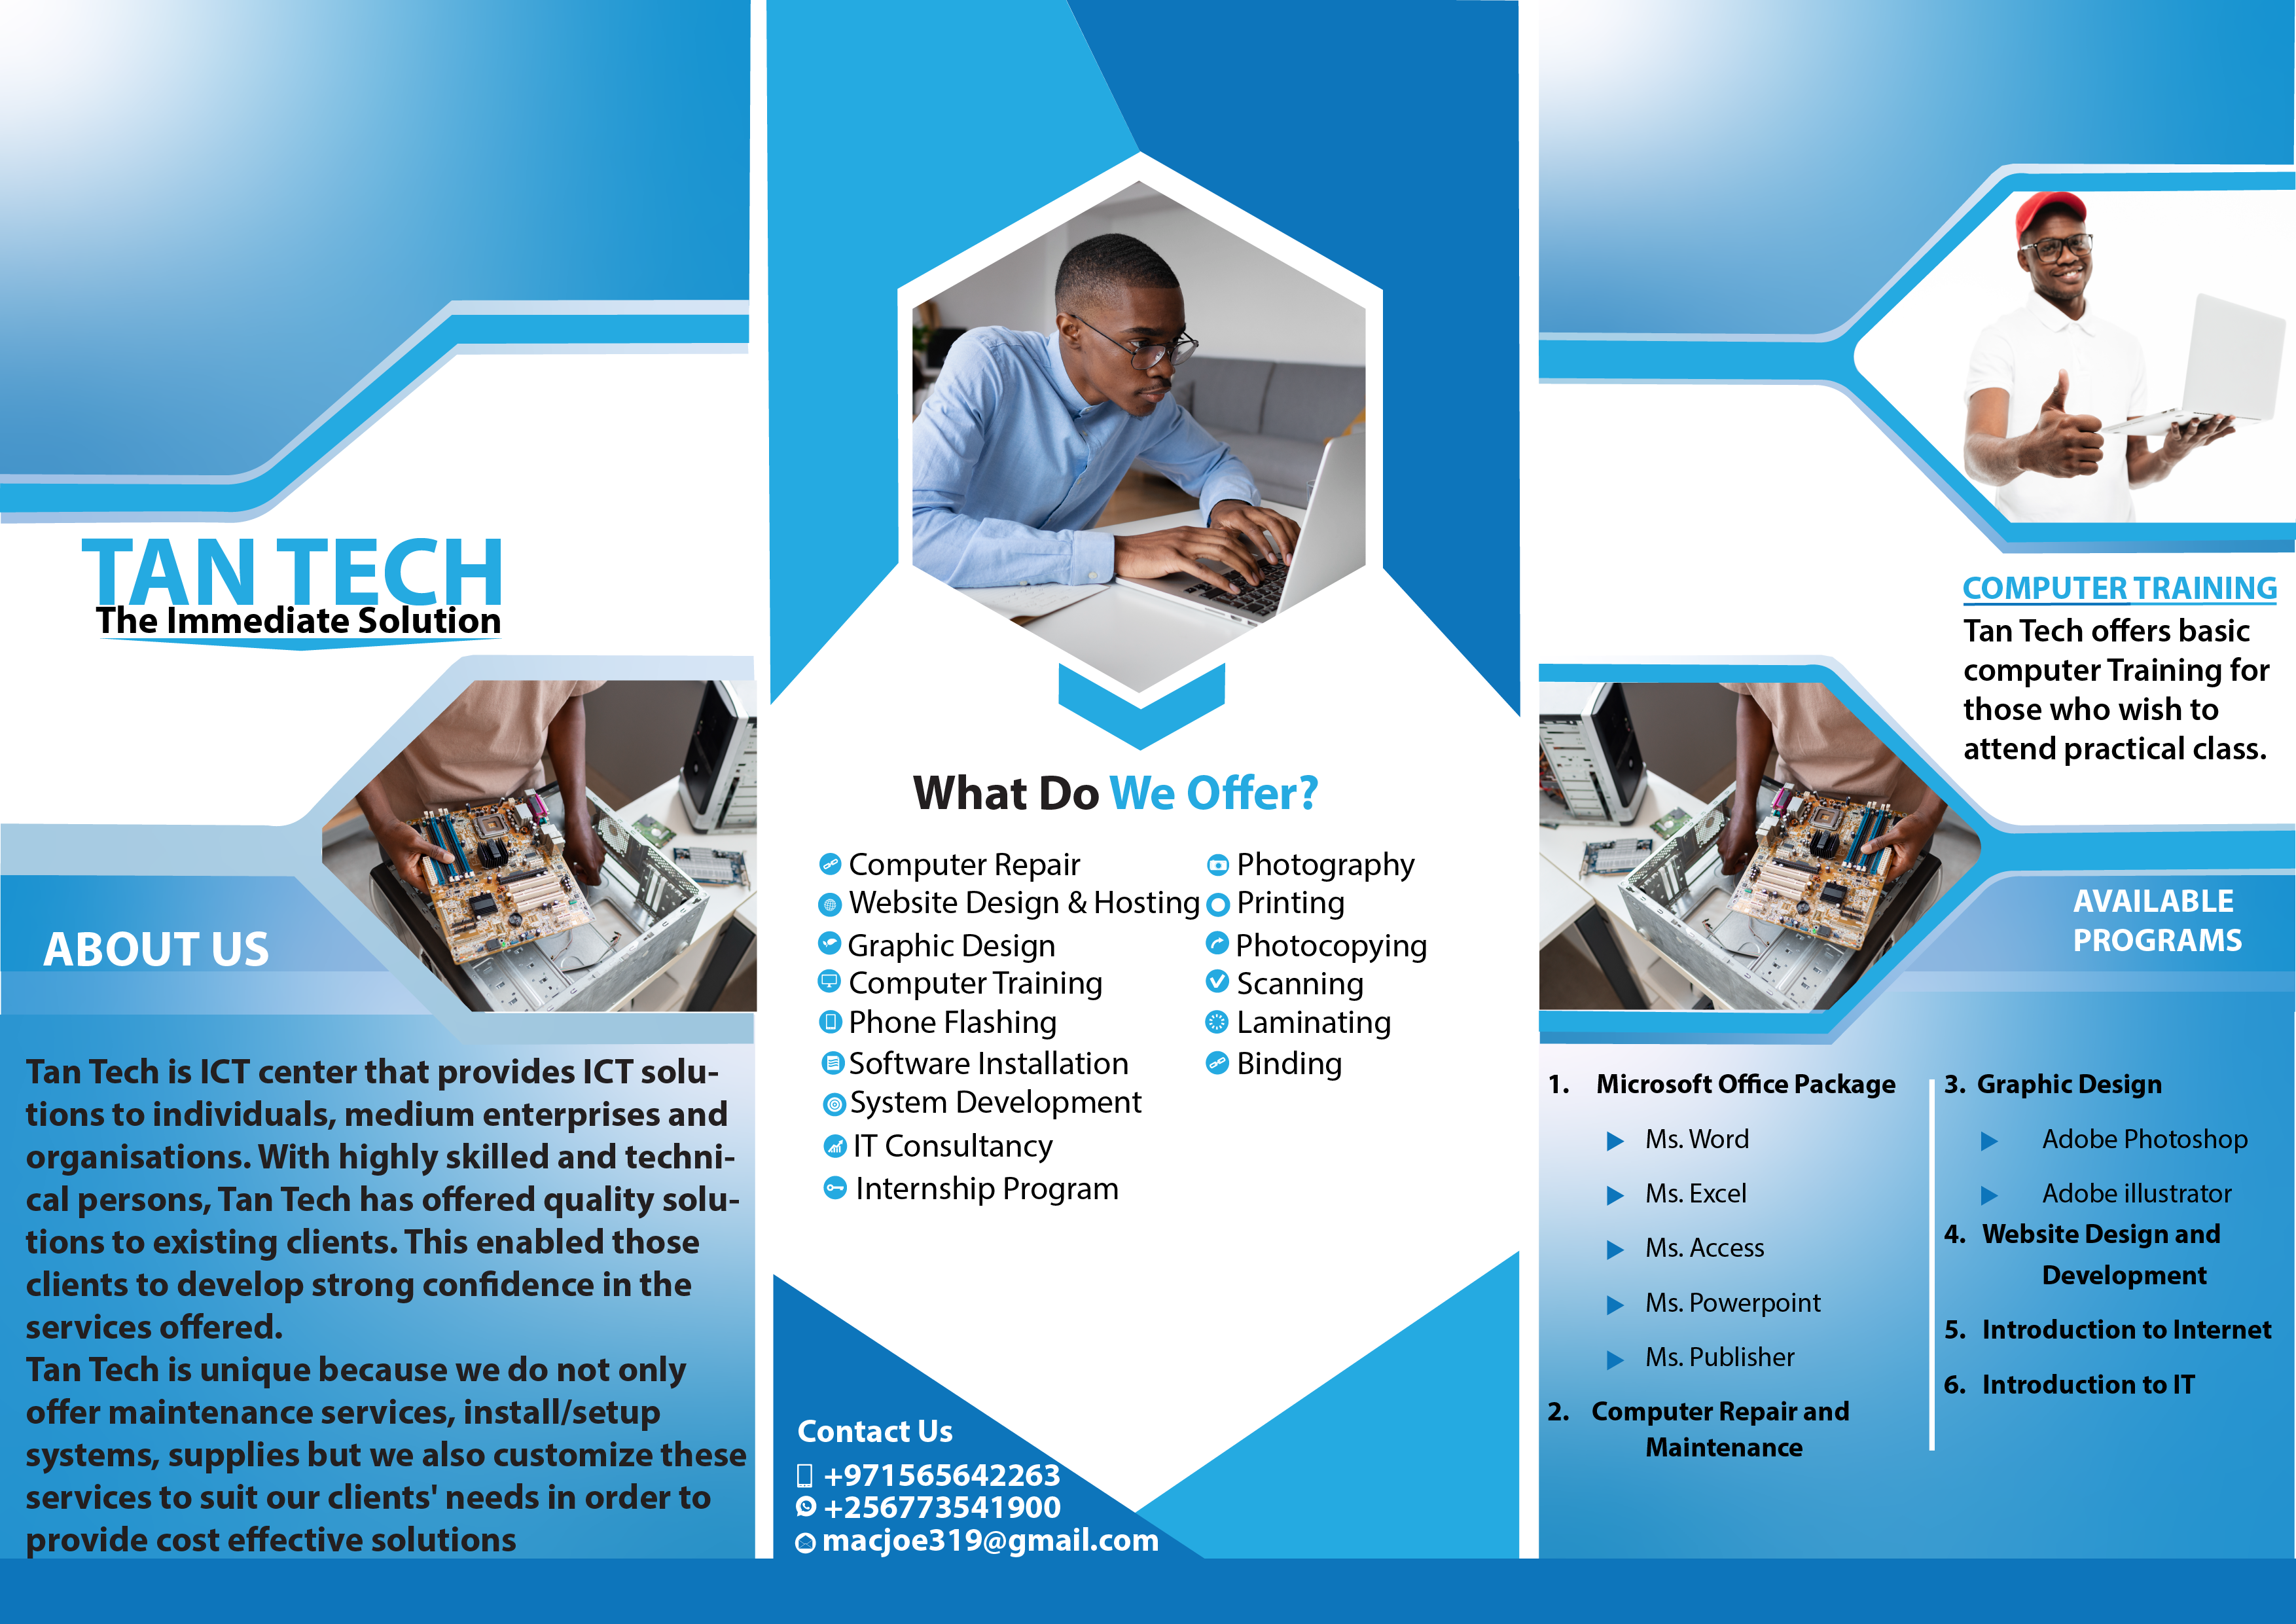 TAN TECH
The Immediate Solution
ABOUT US
Tan Tech is ICT center that provides ICT solu-
tions to individuals, medium enterprises and
organisations. With highly skilled and techni-
cal persons, Tan Tech has offered quality solu-
tions to existing clients. This enabled those
clients to develop strong confidence in the
services offered.
Tan Tech is unique because we do not only
offer maintenance services, install/setup
systems, supplies but we also customize these
services to suit our clients' needs in order to
provide cost effective solutions
What Do We Offer?
Computer Repair
Website Design & Hosting
Graphic Design
Computer Training
Phone Flashing
Software Installation
System Development
IT Consultancy
Internship Program
Photography
Printing
Photocopying
Scanning
Laminating
Binding
Contact Us
+971565642263
+256773541900
macjoe319@gmail.com
COMPUTER TRAINING
Tan Tech offers basic
computer Training for
those who wish to
attend practical class.
AVAILABLE
PROGRAMS
1. Microsoft Office Package
Ms. Word
Ms. Excel
Ms. Access
Ms. Powerpoint
Ms. Publisher
2. Computer Repair and
Maintenance
3. Graphic Design
Adobe Photoshop
Adobe illustrator
4. Website Design and
Development
5. Introduction to Internet
6. Introduction to IT